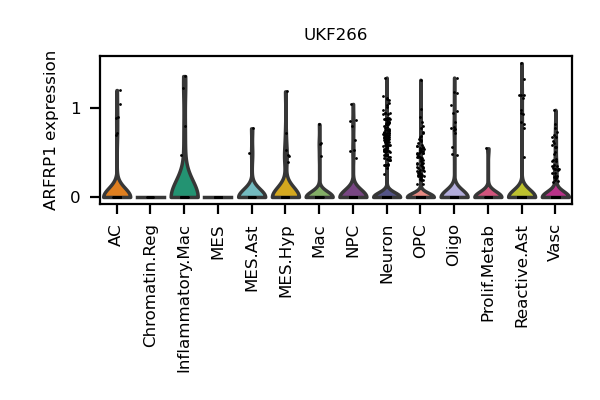 UKF266
ARFRP1 expression
1
0
AC
Chromatin.Reg
Inflammatory.Mac
MES
MES.Ast
MES.Hyp
Mac
NPC
Neuron
OPC
Oligo
Prolif.Metab
Reactive.Ast
Vasc